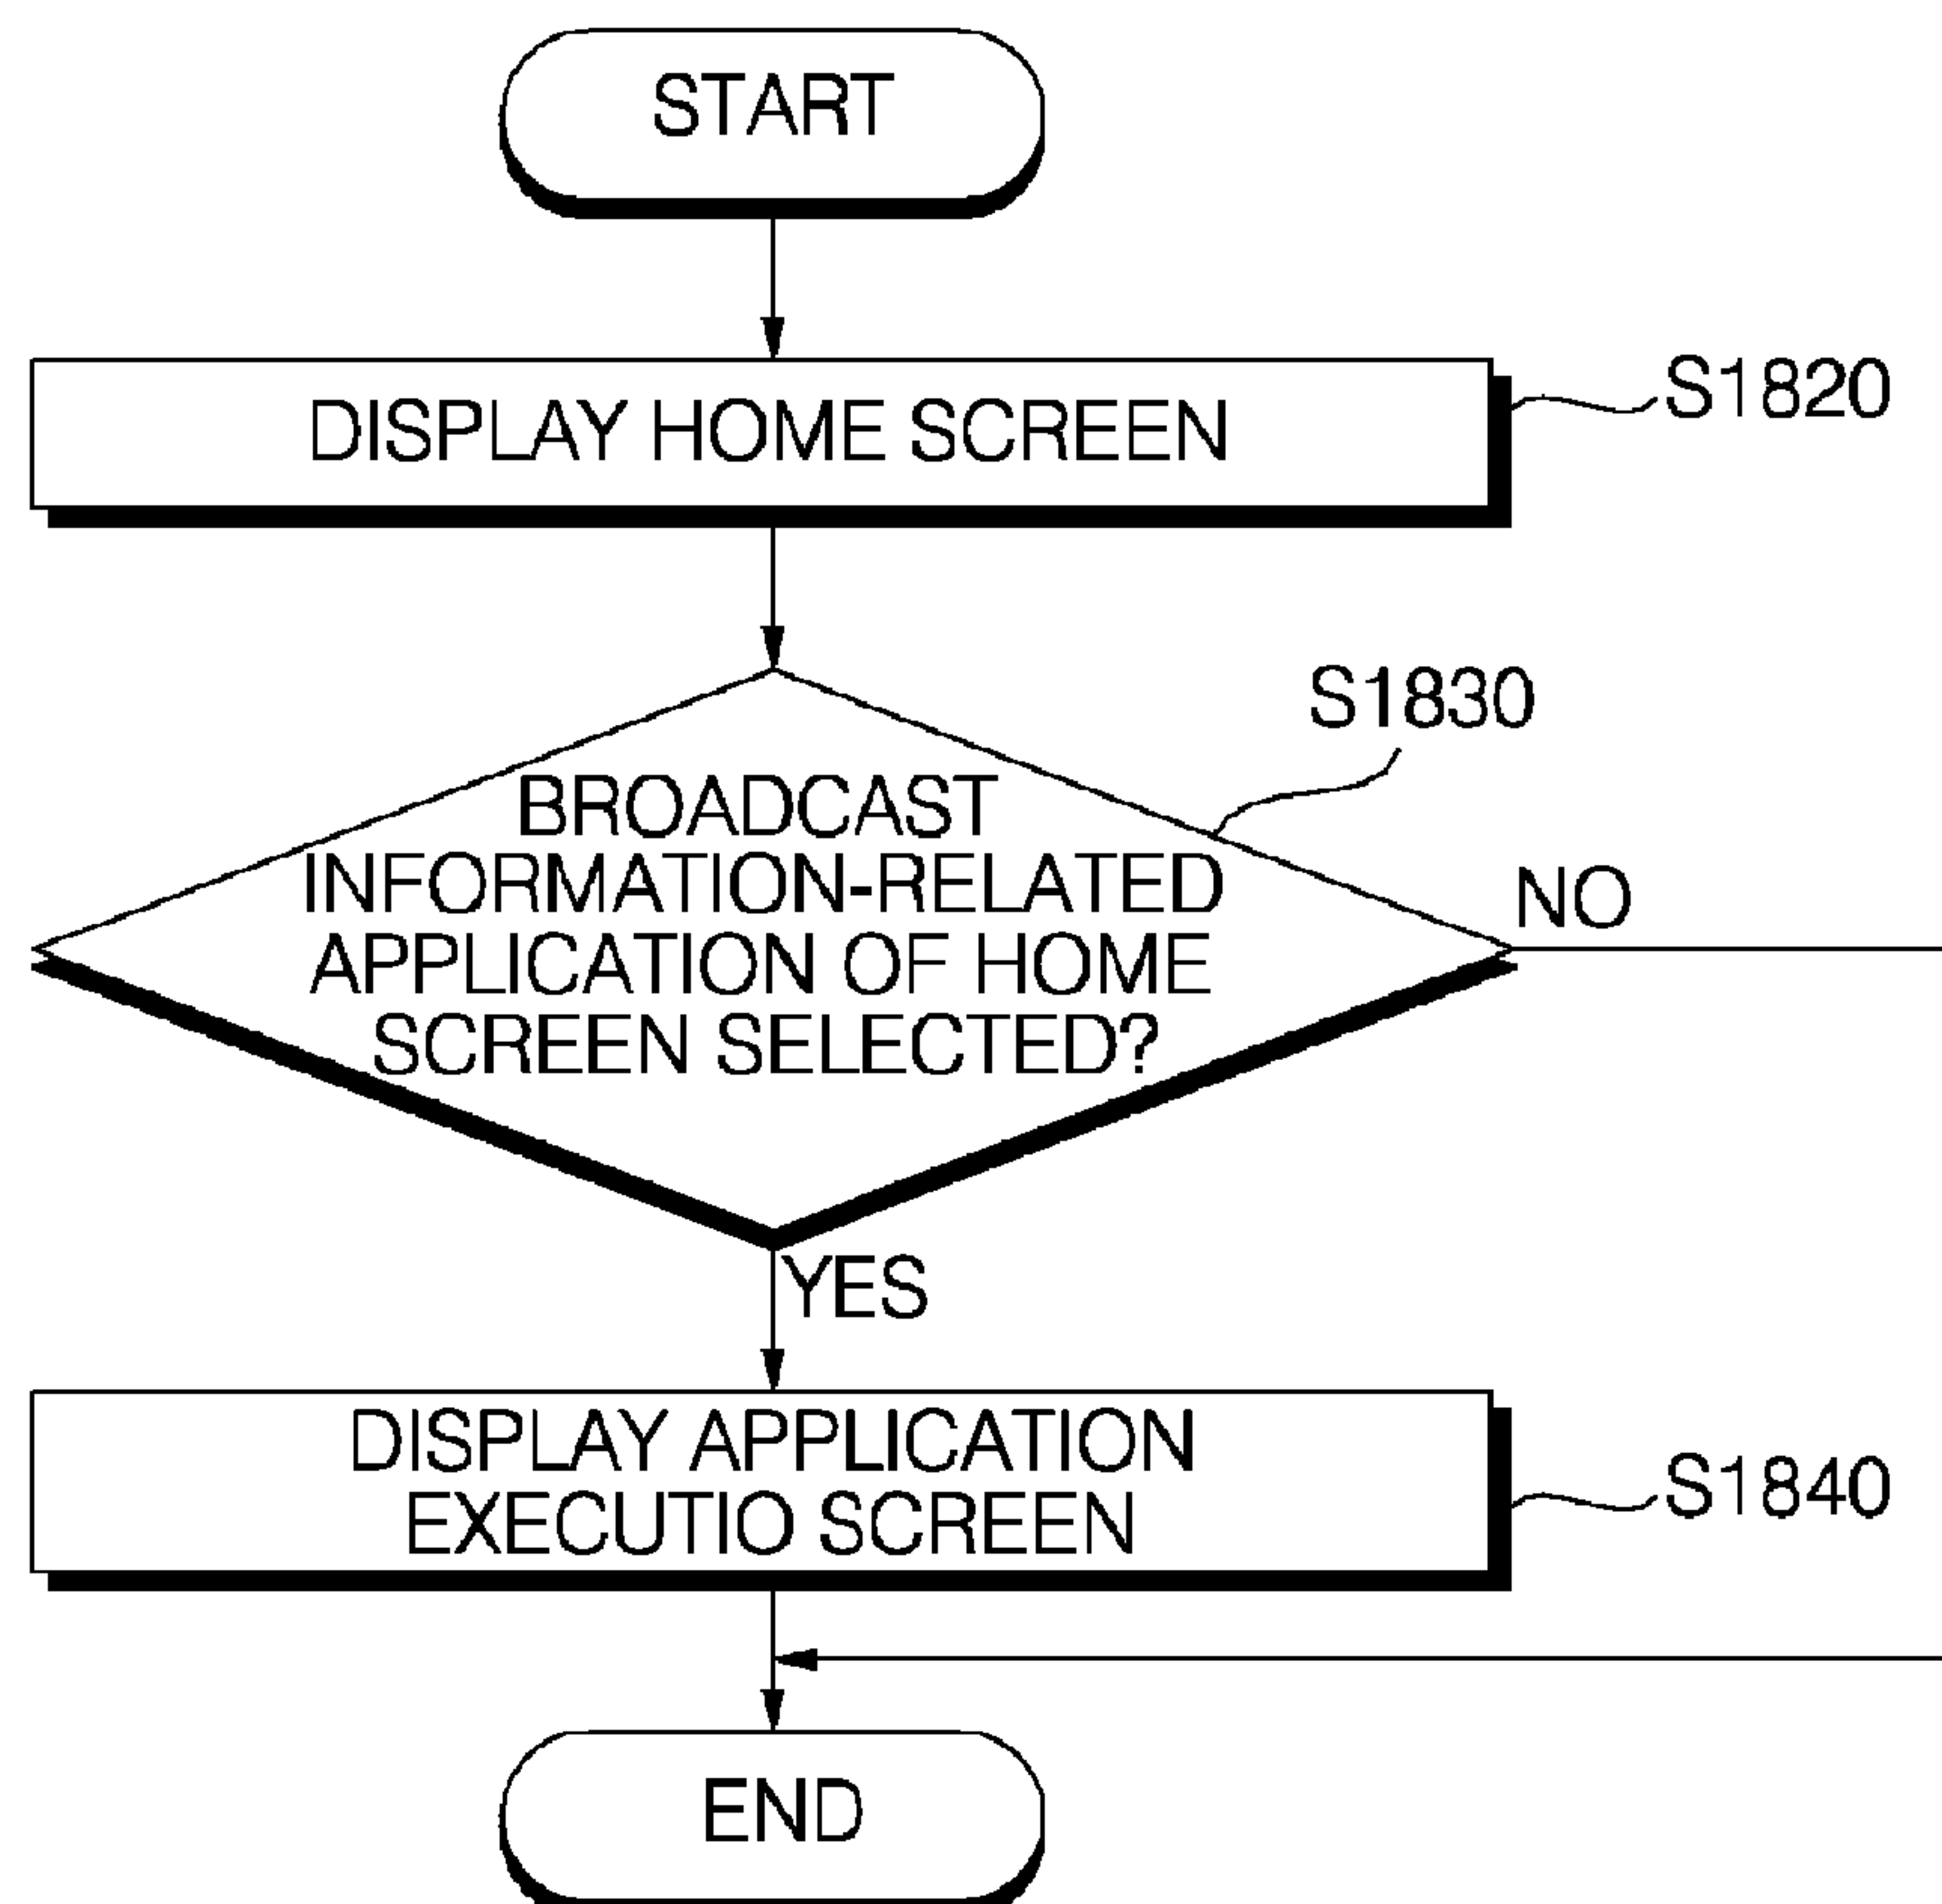 START
DISPLAY HOME SCREEN
S1820
S1830
BROADCAST
INFORMATION-RELATED
APPLICATION OF HOME
SCREEN SELECTED?
NO
YES
DISPLAY APPLICATION
EXECUTIO SCREEN
S1840
END